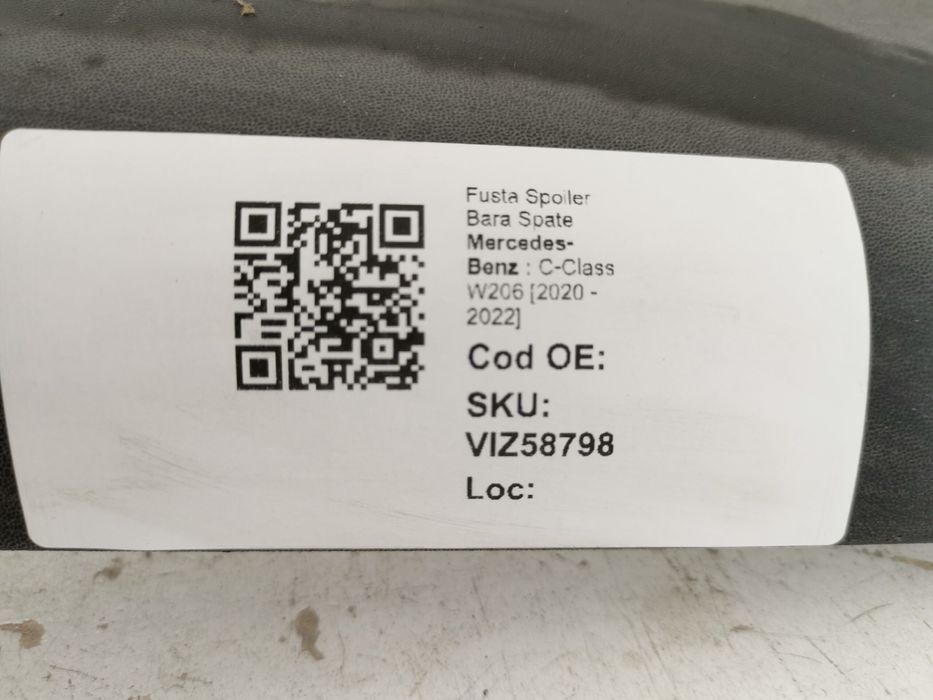 Fusta Spoiler
Bara Spate
Mercedes-
Benz : C-Class
W206 [2020 -
2022]
Cod OE:
SKU:
VIZ58798
Loc: